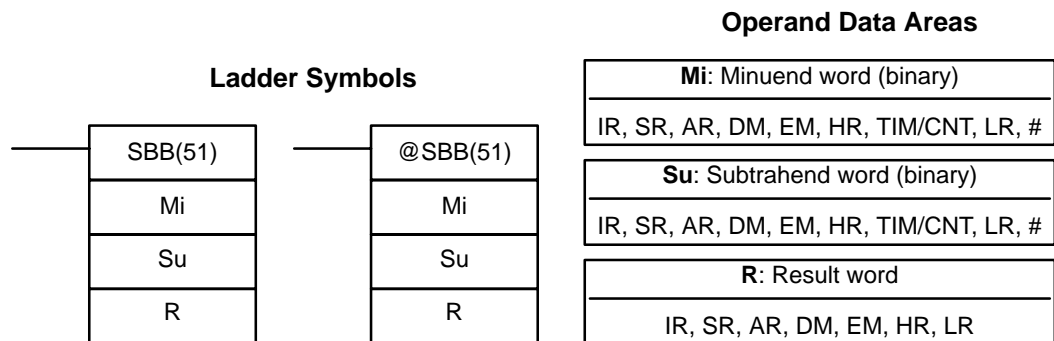 Ladder Symbols
SBB(51)
Mi
Su
R
@SBB(51)
Mi
Su
R
Operand Data Areas
Mi: Minuend word (binary)
IR, SR, AR, DM, EM, HR, TIM/CNT, LR, #
Su: Subtrahend word (binary)
IR, SR, AR, DM, EM, HR, TIM/CNT, LR, #
R: Result word
IR, SR, AR, DM, EM, HR, LR